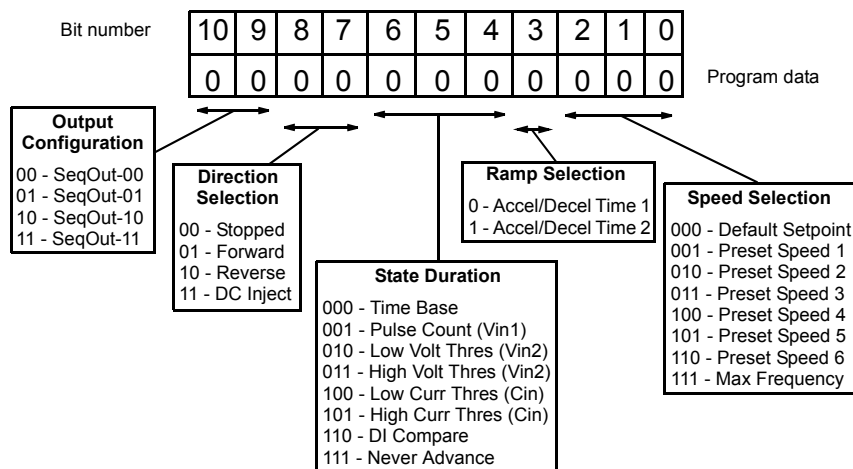 Bit number 10 9 8 7 6 5 4 3 2 1 0
0 0 0 0 0 0 0 0 0 0 0 Program data
Output
Configuration
00 - SeqOut-00
01 - SeqOut-01
10 - SeqOut-10
11 - SeqOut-11
Direction
Selection
00 - Stopped
01 - Forward
10 - Reverse
11 - DC Inject
State Duration
000 - Time Base
001 - Pulse Count (Vin1)
010 - Low Volt Thres (Vin2)
011 - High Volt Thres (Vin2)
100 - Low Curr Thres (Cin)
101 - High Curr Thres (Cin)
110 - DI Compare
111 - Never Advance
Ramp Selection
0 - Accel/Decel Time 1
1 - Accel/Decel Time 2
Speed Selection
000 - Default Setpoint
001 - Preset Speed 1
010 - Preset Speed 2
011 - Preset Speed 3
100 - Preset Speed 4
101 - Preset Speed 5
110 - Preset Speed 6
111 - Max Frequency